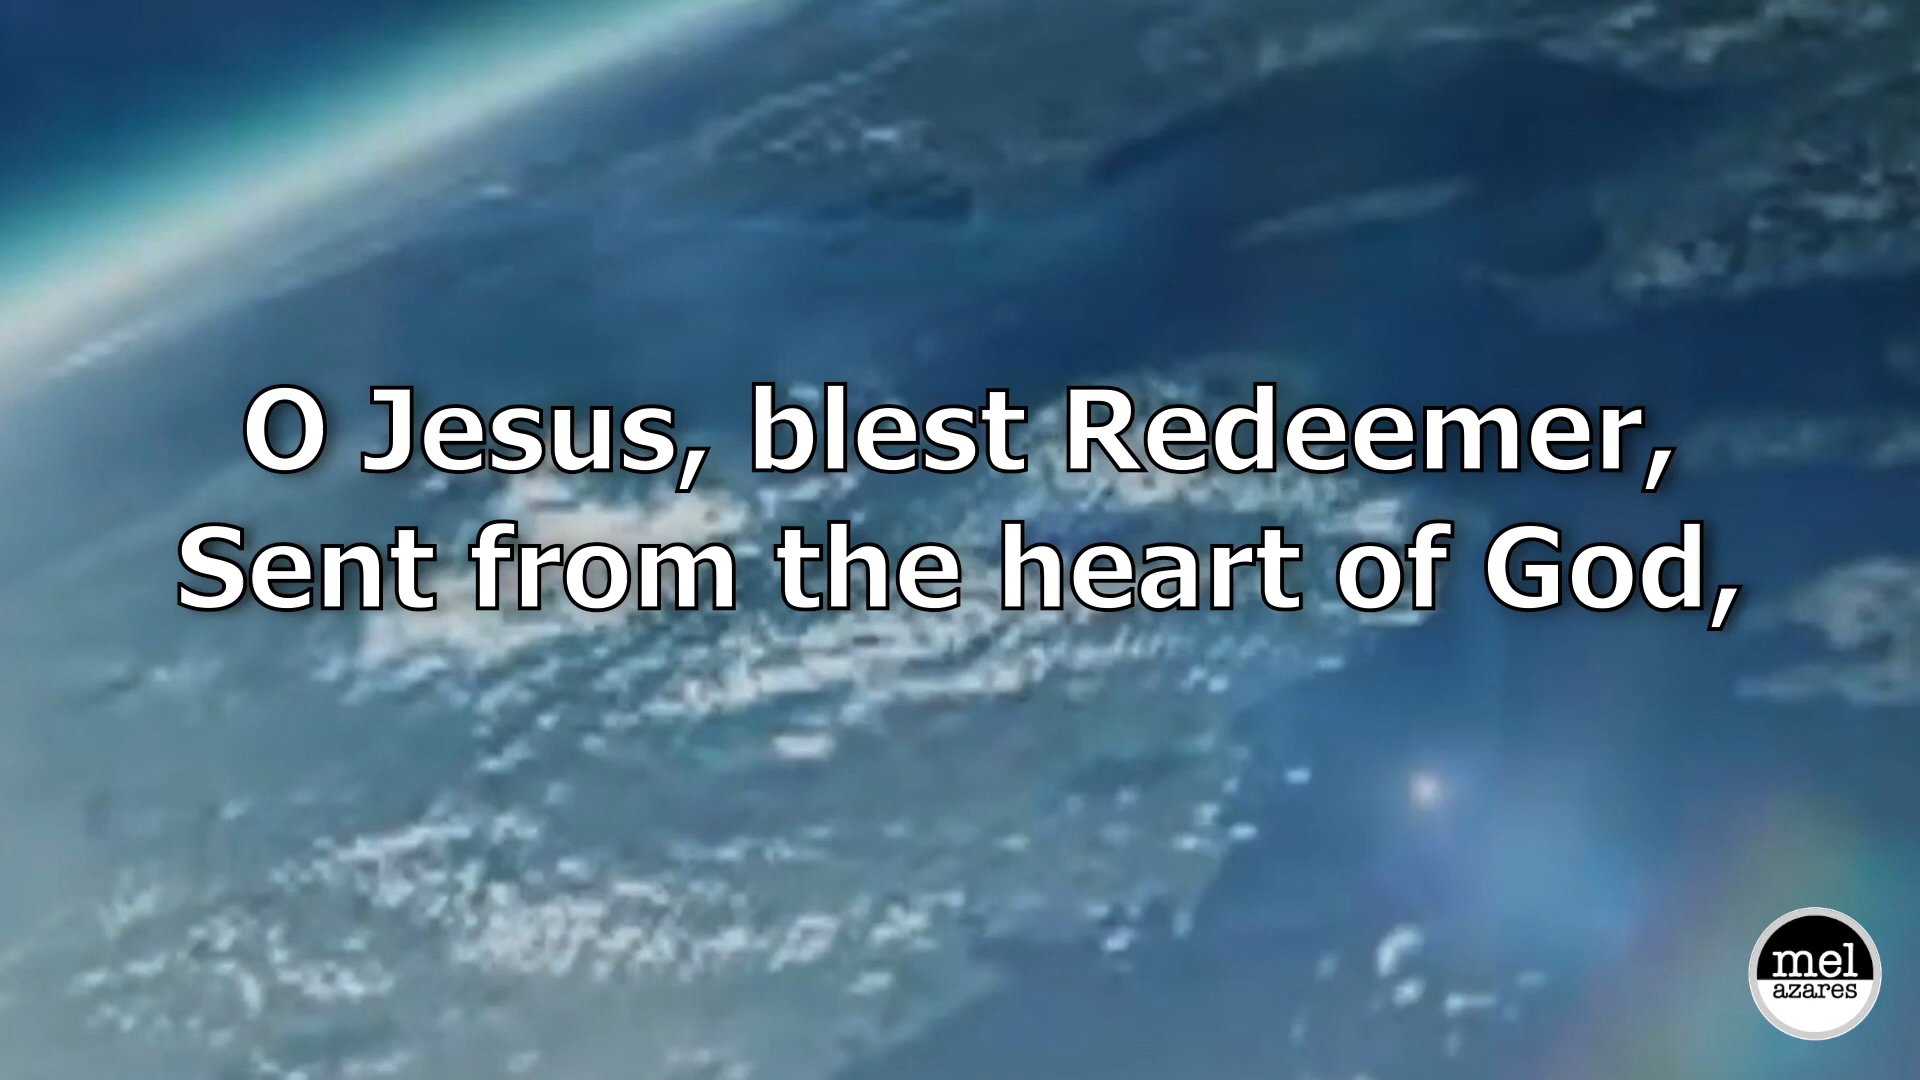 O Jesus, blest Redeemer,
Sent from the heart of God,
mel
azares